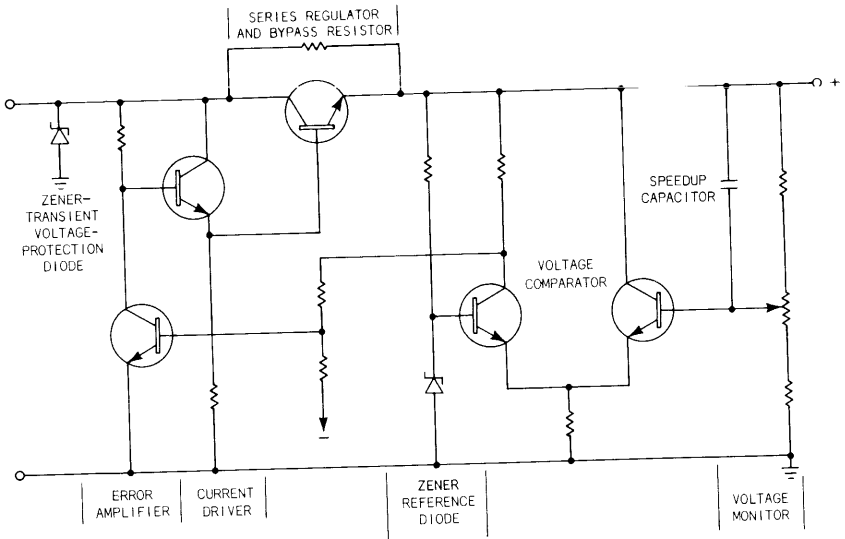 SERIES REGULATOR
AND BYPASS RESISTOR
+
ZENER-
TRANSIENT
VOLTAGE-
PROTECTION
DIODE
SPEEDUP
CAPACITOR
VOLTAGE
COMPARATOR
ERROR
AMPLIFIER
CURRENT
DRIVER
ZENER
REFERENCE
DIODE
VOLTAGE
MONITOR